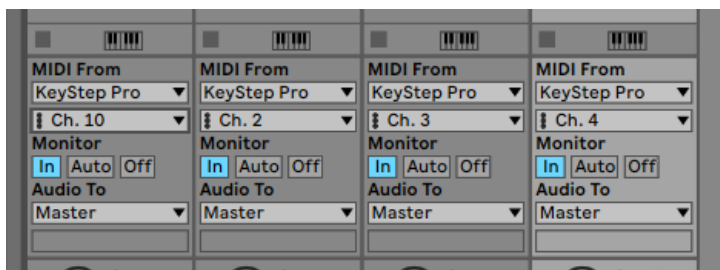 MIDI From MIDI From MIDI From MIDI From
KeyStep Pro KeyStep Pro KeyStep Pro KeyStep Pro
Ch. 10 Ch. 2 Ch. 3 Ch. 4
Monitor Monitor Monitor Monitor
In Auto Off In Auto Off In Auto Off In Auto Off
Audio To Audio To Audio To Audio To
Master Master Master Master